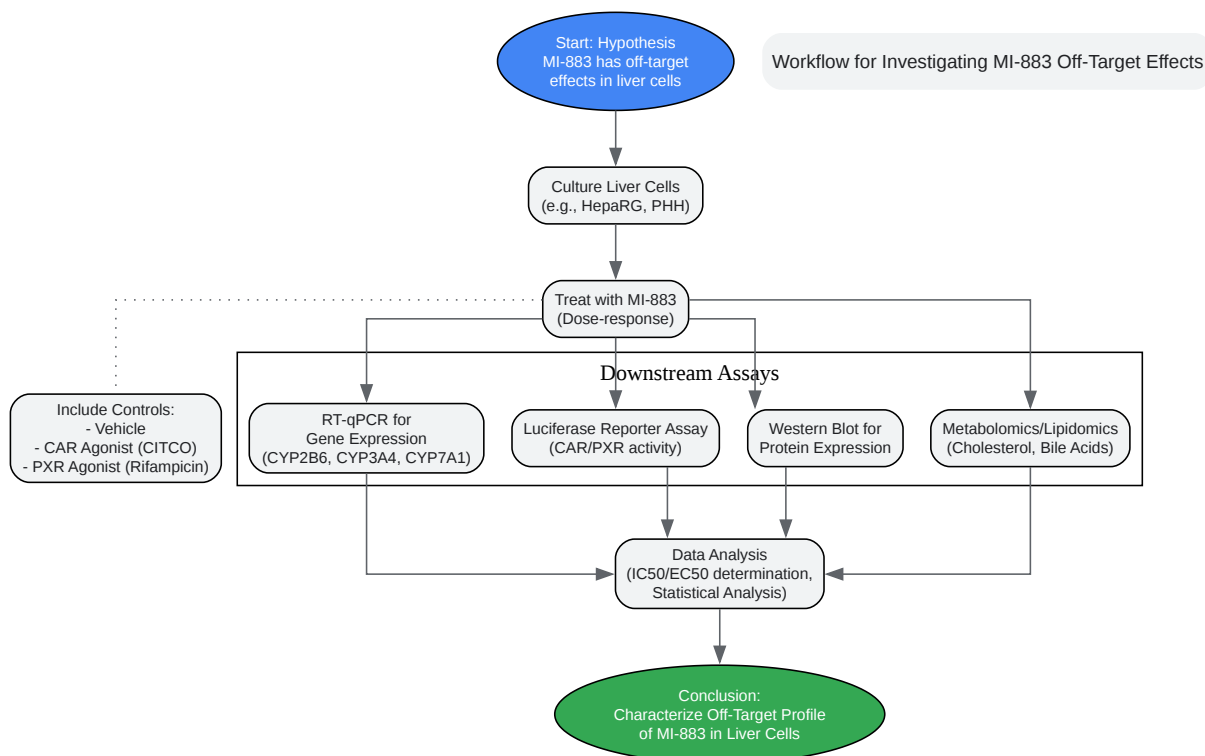 Start: Hypothesis
MI-883 has off-target
effects in liver cells
Workflow for Investigating MI-883 Off-Target Effects
Culture Liver Cells
(e.g., HepaRG, PHH)
Treat with MI-883
(Dose-response)
Downstream Assays
Include Controls:
- Vehicle
- CAR Agonist (CITCO)
- PXR Agonist (Rifampicin)
RT-qPCR for
Gene Expression
(CYP2B6, CYP3A4, CYP7A1)
Luciferase Reporter Assay
(CAR/PXR activity)
Western Blot for
Protein Expression
Metabolomics/Lipidomics
(Cholesterol, Bile Acids)
Data Analysis
(IC50/EC50 determination,
Statistical Analysis)
Conclusion:
Characterize Off-Target Profile
of MI-883 in Liver Cells